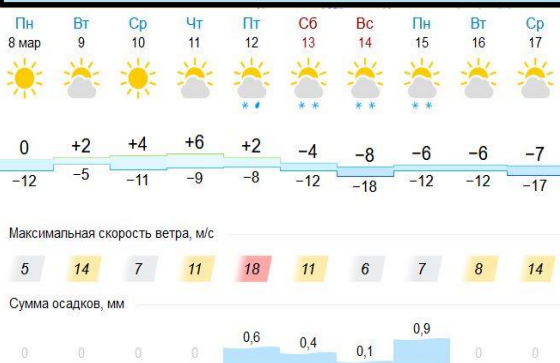 Пн Вт Ср Чт Пт Сб Вс Пн Вт Ср
8 мар 9 10 11 12 13 14 15 16 17
0 +2 +4 +6 +2 −4 −8 −6 −6 −7
−12 −5 −11 −9 −8 −12 −18 −12 −12 −17
Максимальная скорость ветра, м/с
5 14 7 11 18 11 6 7 8 14
Сумма осадков, мм
0 0 0 0 0,6 0,4 0,1 0,9 0 0